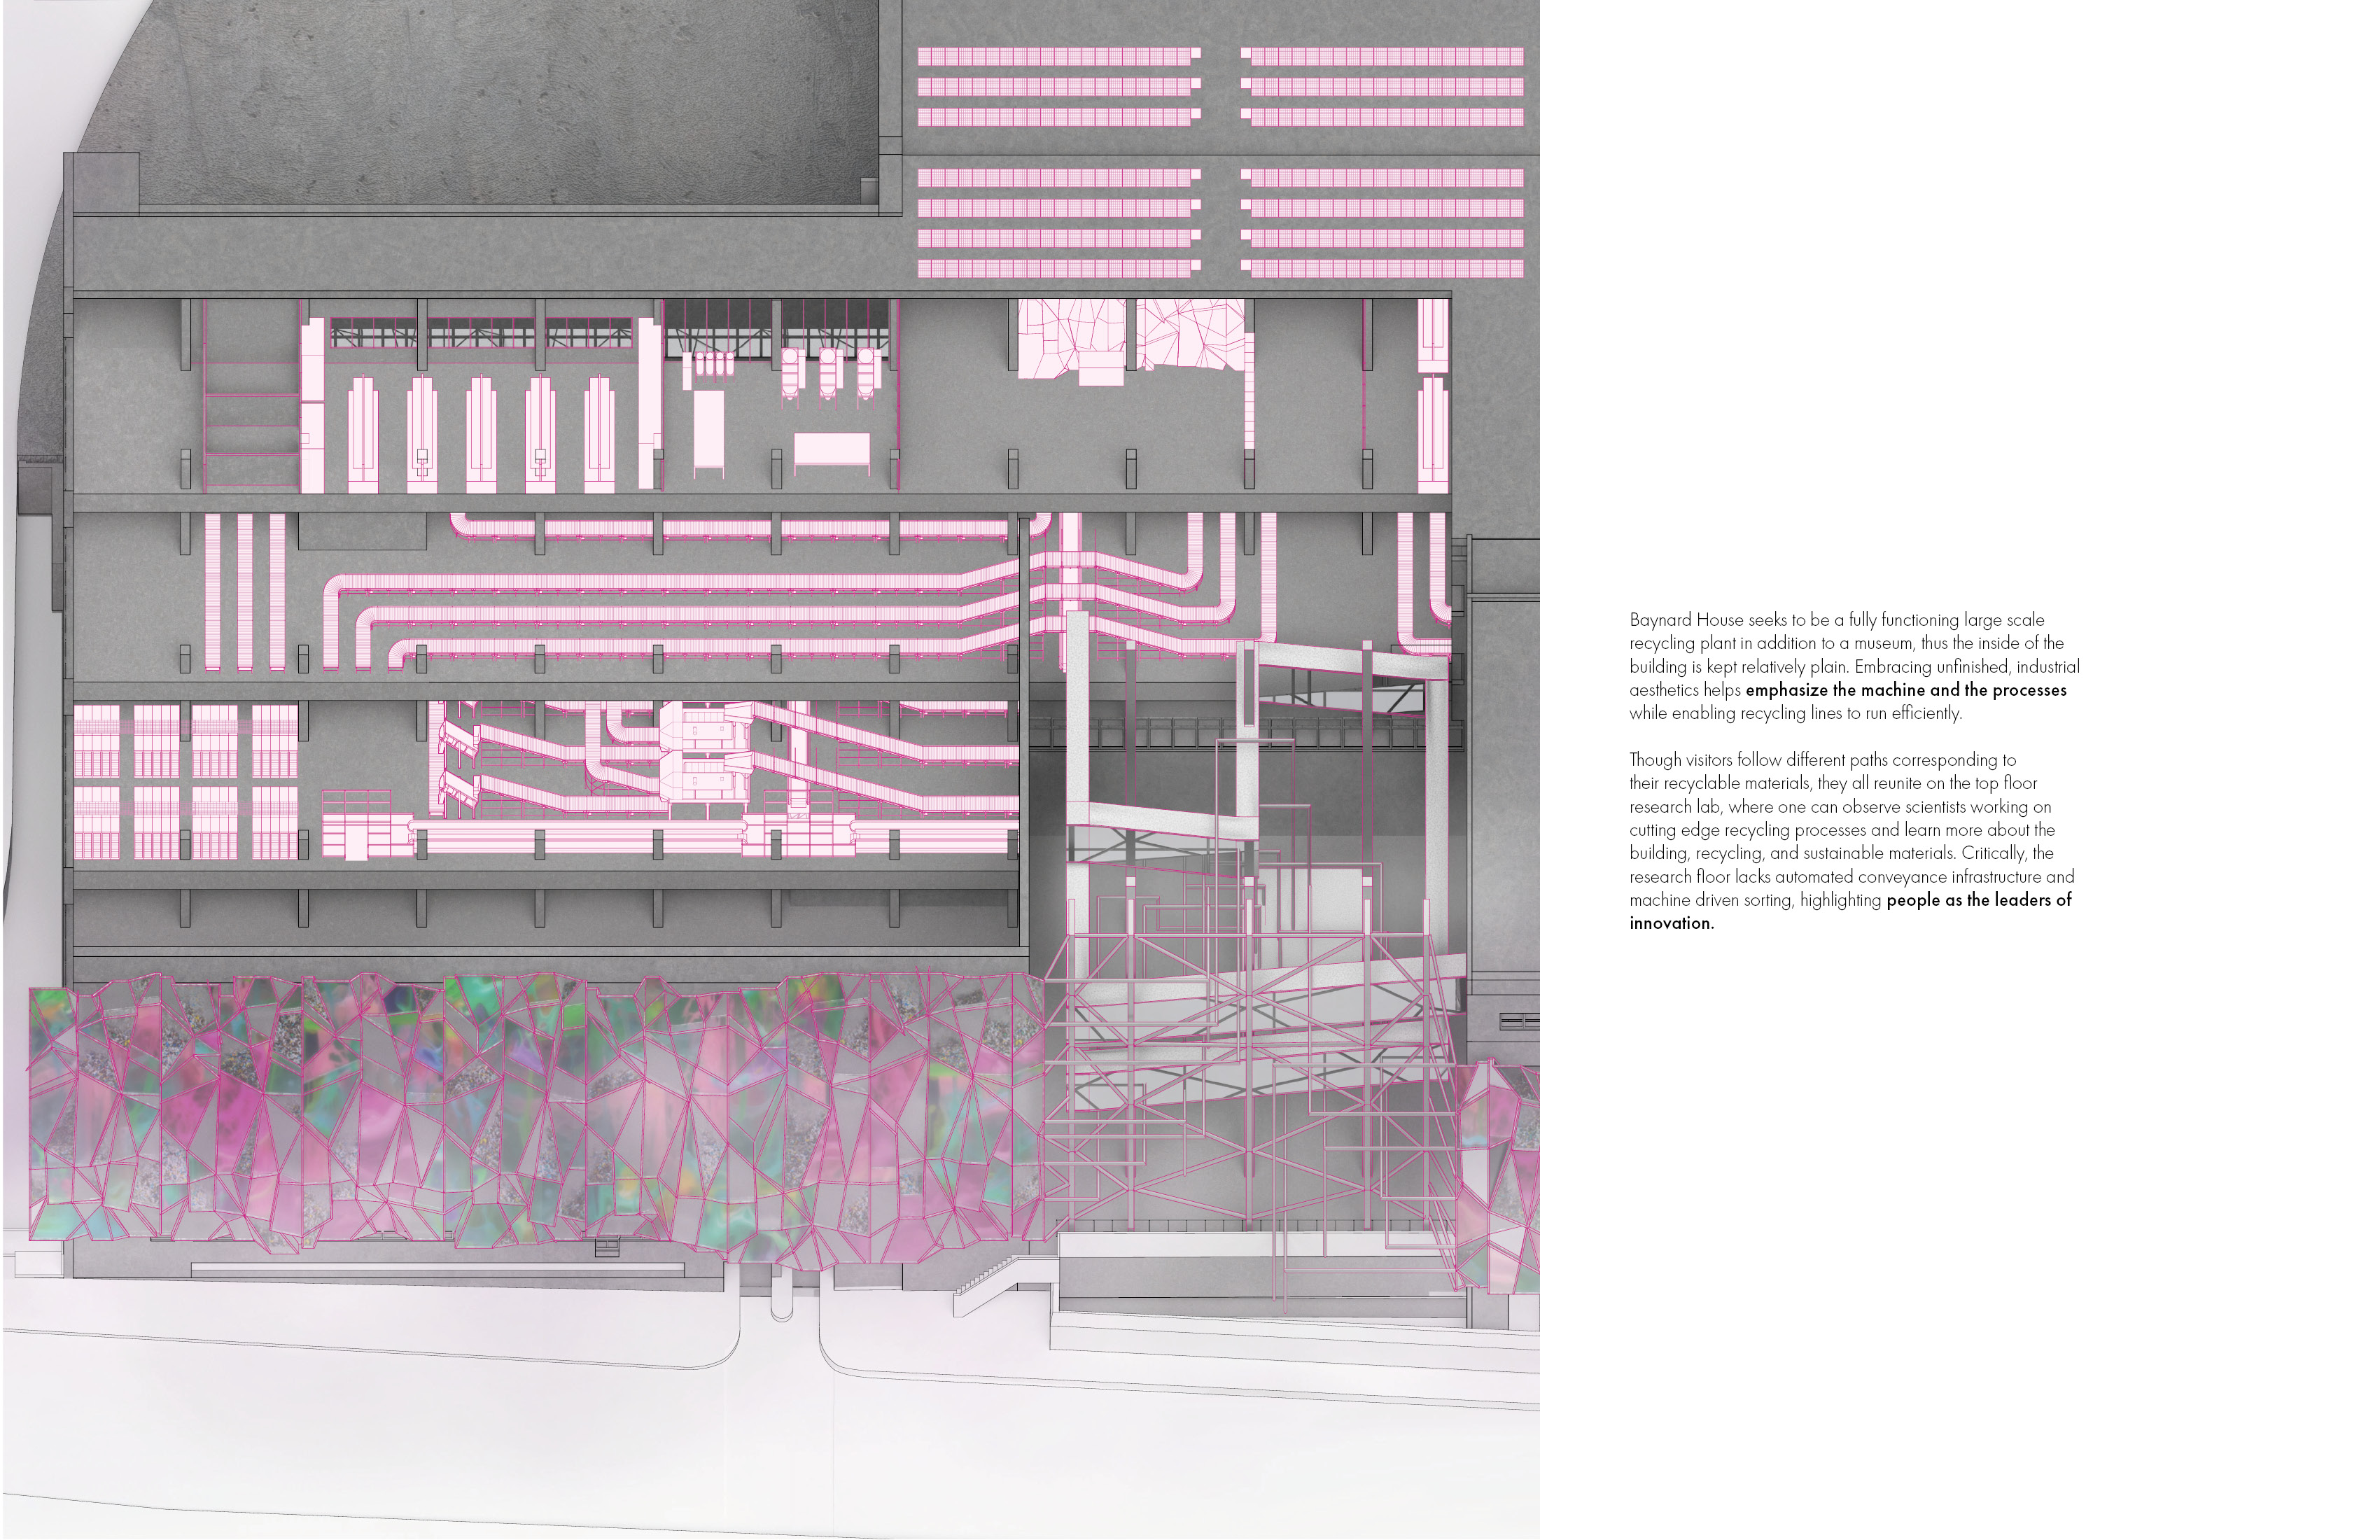 Baynard House seeks to be a fully functioning large scale
recycling plant in addition to a museum, thus the inside of the
building is kept relatively plain. Embracing unfinished, industrial
aesthetics helps emphasize the machine and the processes
while enabling recycling lines to run efficiently.
Though visitors follow different paths corresponding to
their recyclable materials, they all reunite on the top floor
research lab, where one can observe scientists working on
cutting edge recycling processes and learn more about the
building, recycling, and sustainable materials. Critically, the
research floor lacks automated conveyance infrastructure and
machine driven sorting, highlighting people as the leaders of
innovation.